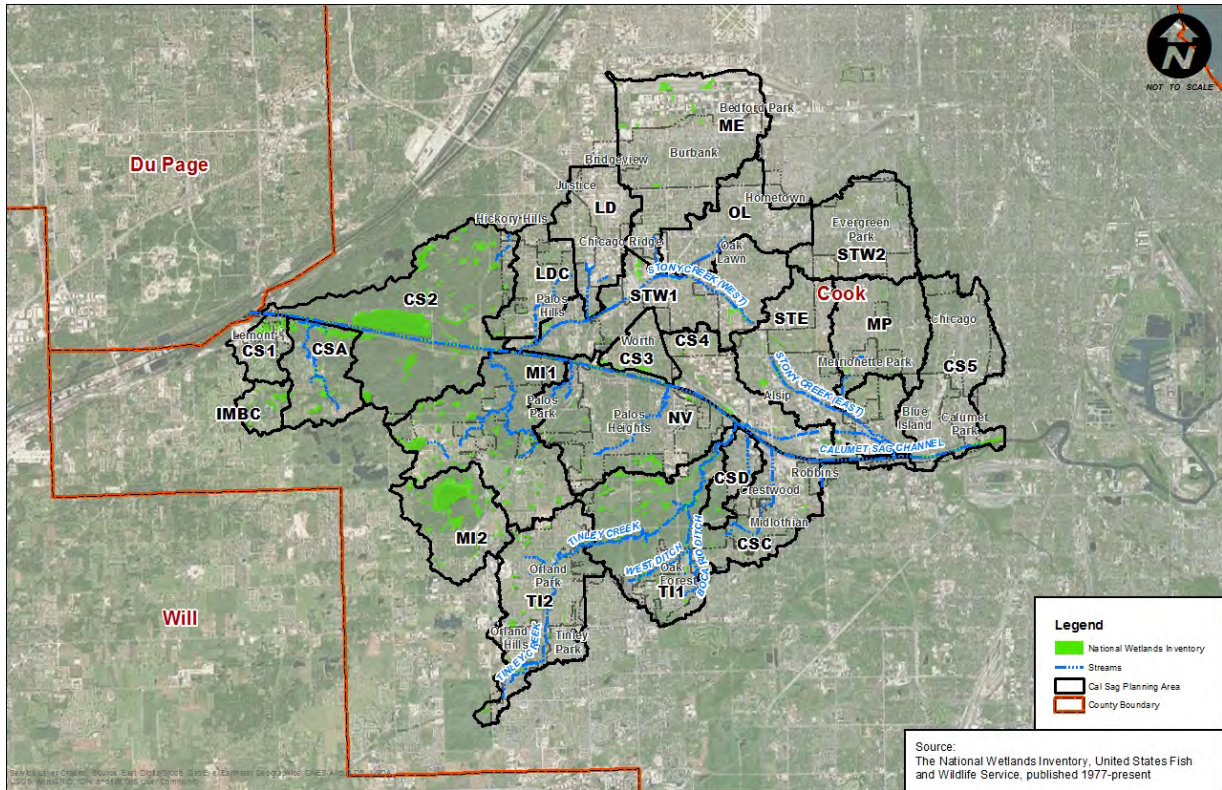 N
NOT TO SCALE
Du Page
Bedford Park
ME
Burbank
Bridgeview
Justice
LD
Hometown
OL
Hickory Hills
Evergreen
Park
STW2
Chicago Ridge
Oak
Lawn
LDC
STONY CREEK (WEST)
Cook
CS2
Palos
Hills
STW1
STE
MP
Chicago
Lemont
CS1
CSA
Worth
CS3
CS4
Merrionette Park
CS5
MI1
STONY CREEK (EAST)
IMBC
Palos
Park
Alsip
Palos
Heights
NV
Blue
Island
Calumet
Park
CALUMET SAG CHANNEL
Robbins
CSD
Crestwood
MI2
Midlothian
TINLEY CREEK
CSC
WEST DITCH
BOCA RIO DITCH
Orland
Park
Oak
Forest
TI1
TI2
Will
Orland
Hills
Tinley
Park
TINLEY CREEK
Legend
National Wetlands Inventory
Streams
Cal Sag Planning Area
County Boundary
Source:
The National Wetlands Inventory, United States Fish
and Wildlife Service, published 1977-present